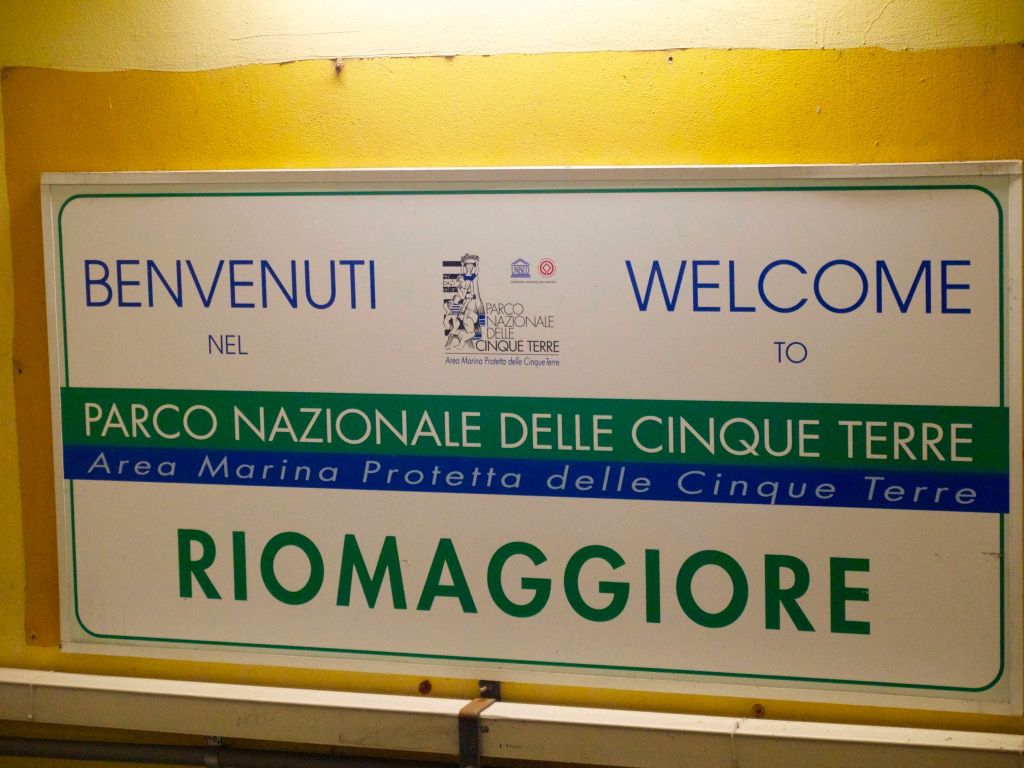 BENVENUTI
NEL
PARCO
NAZIONALE
DELLE
CINQUE TERRE
Area Marina Protetta delle Cinque Terre
WELCOME
TO
PARCO NAZIONALE DELLE CINQUE TERRE
Area Marina Protetta delle Cinque Terre
RIOMAGGIORE